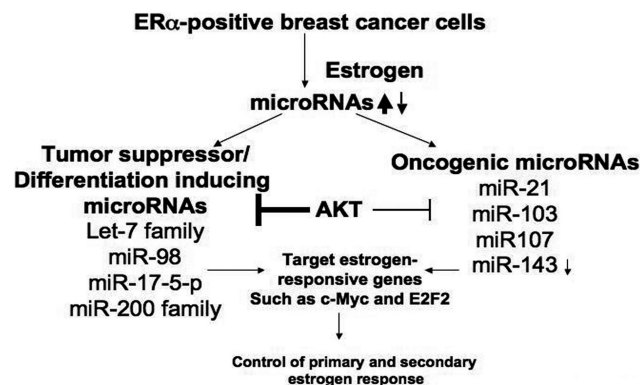 ERα-positive breast cancer cells
Estrogen
microRNAs
Tumor suppressor/
Differentiation inducing
microRNAs
Let-7 family
miR-98
miR-17-5-p
miR-200 family
AKT
Oncogenic microRNAs
miR-21
miR-103
miR107
miR-143
Target estrogen-
responsive genes
Such as c-Myc and E2F2
Control of primary and secondary
estrogen response